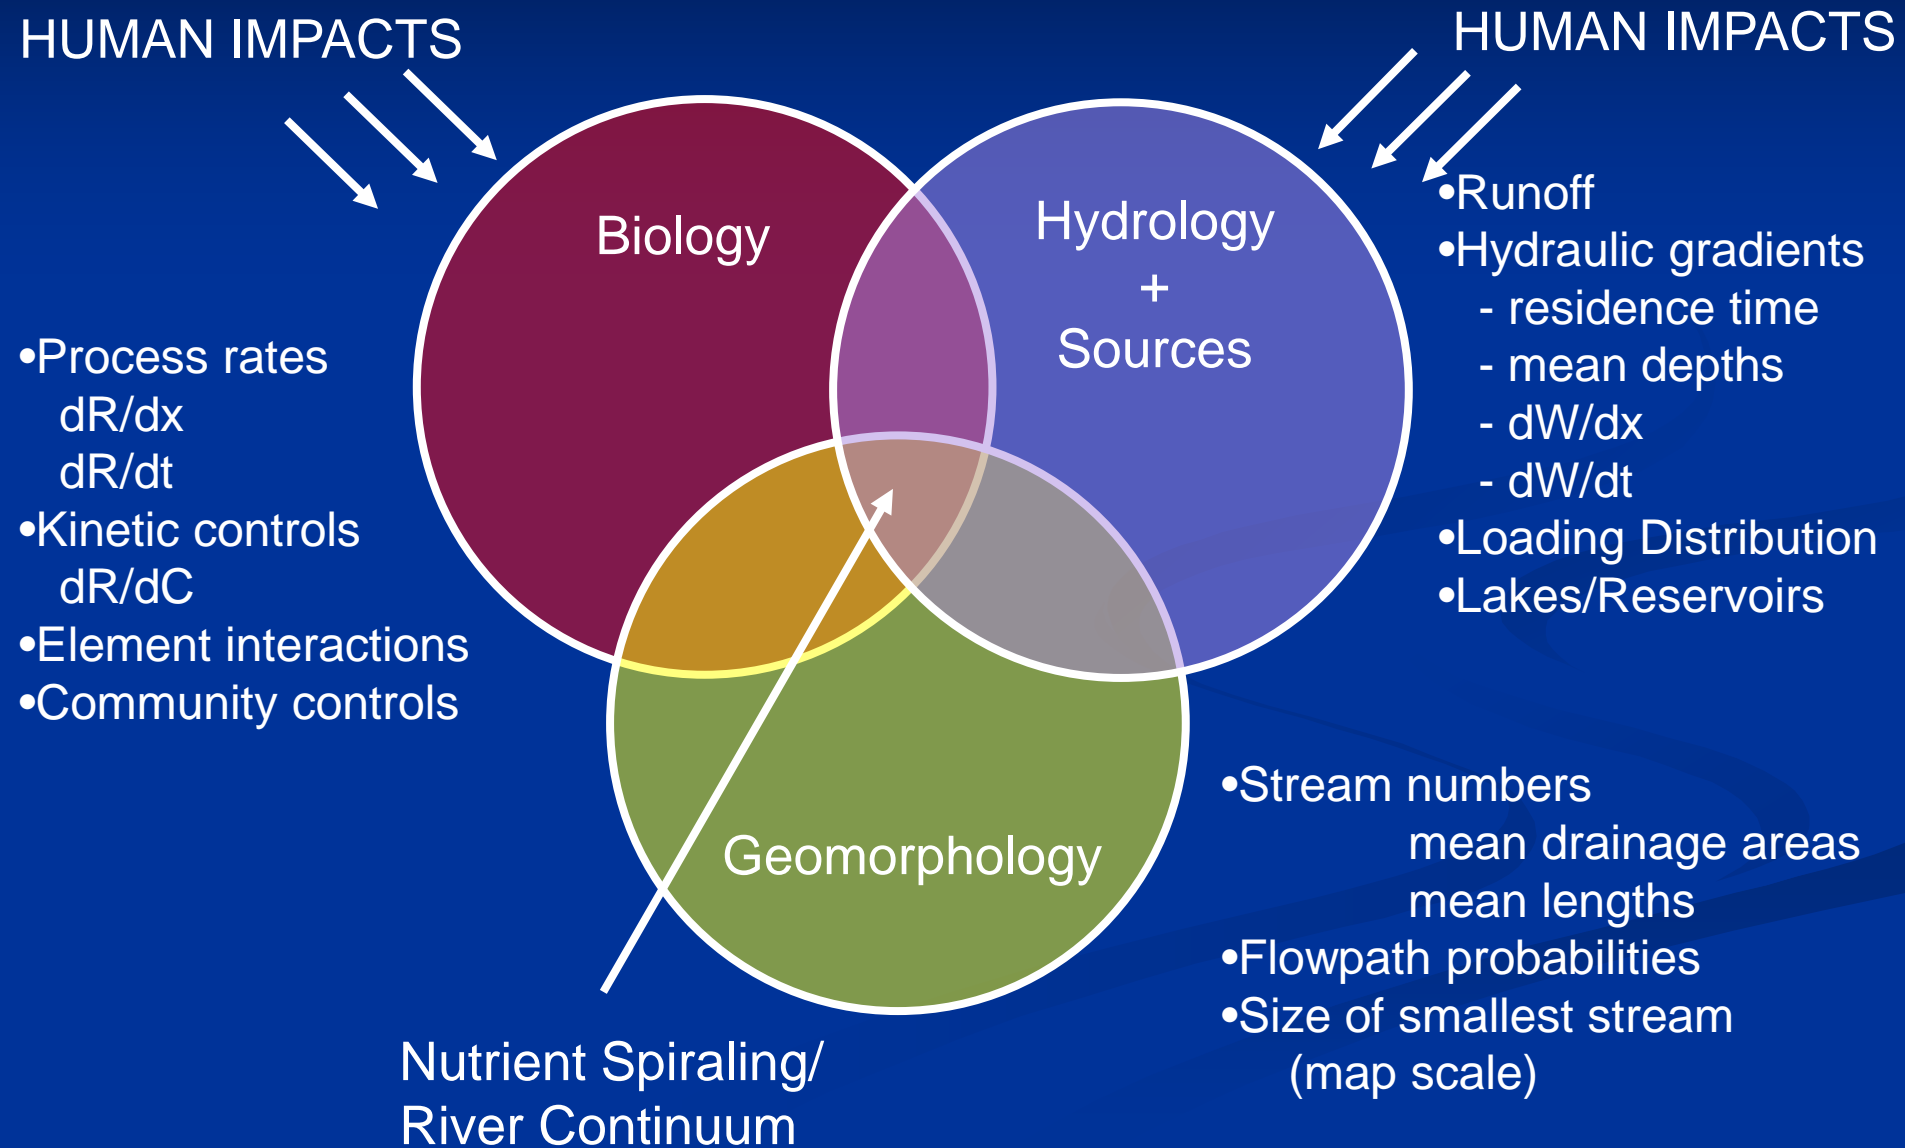 HUMAN IMPACTS
HUMAN IMPACTS
Biology
Hydrology
+
Sources
Geomorphology
•Process rates
dR/dx
dR/dt
•Kinetic controls
dR/dC
•Element interactions
•Community controls
•Runoff
•Hydraulic gradients
- residence time
- mean depths
- dW/dx
- dW/dt
•Loading Distribution
•Lakes/Reservoirs
•Stream numbers
mean drainage areas
mean lengths
•Flowpath probabilities
•Size of smallest stream
(map scale)
Nutrient Spiraling/
River Continuum